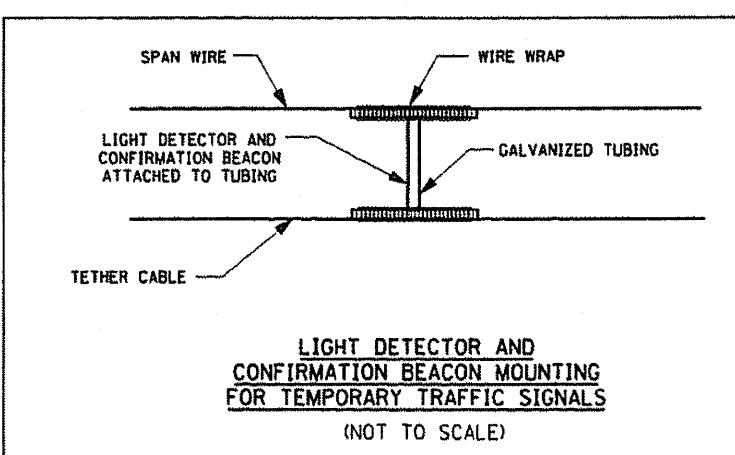 SPAN WIRE
WIRE WRAP
LIGHT DETECTOR AND
CONFIRMATION BEACON
ATTACHED TO TUBING
GALVANIZED TUBING
TETHER CABLE
LIGHT DETECTOR AND
CONFIRMATION BEACON MOUNTING
FOR TEMPORARY TRAFFIC SIGNALS
(NOT TO SCALE)